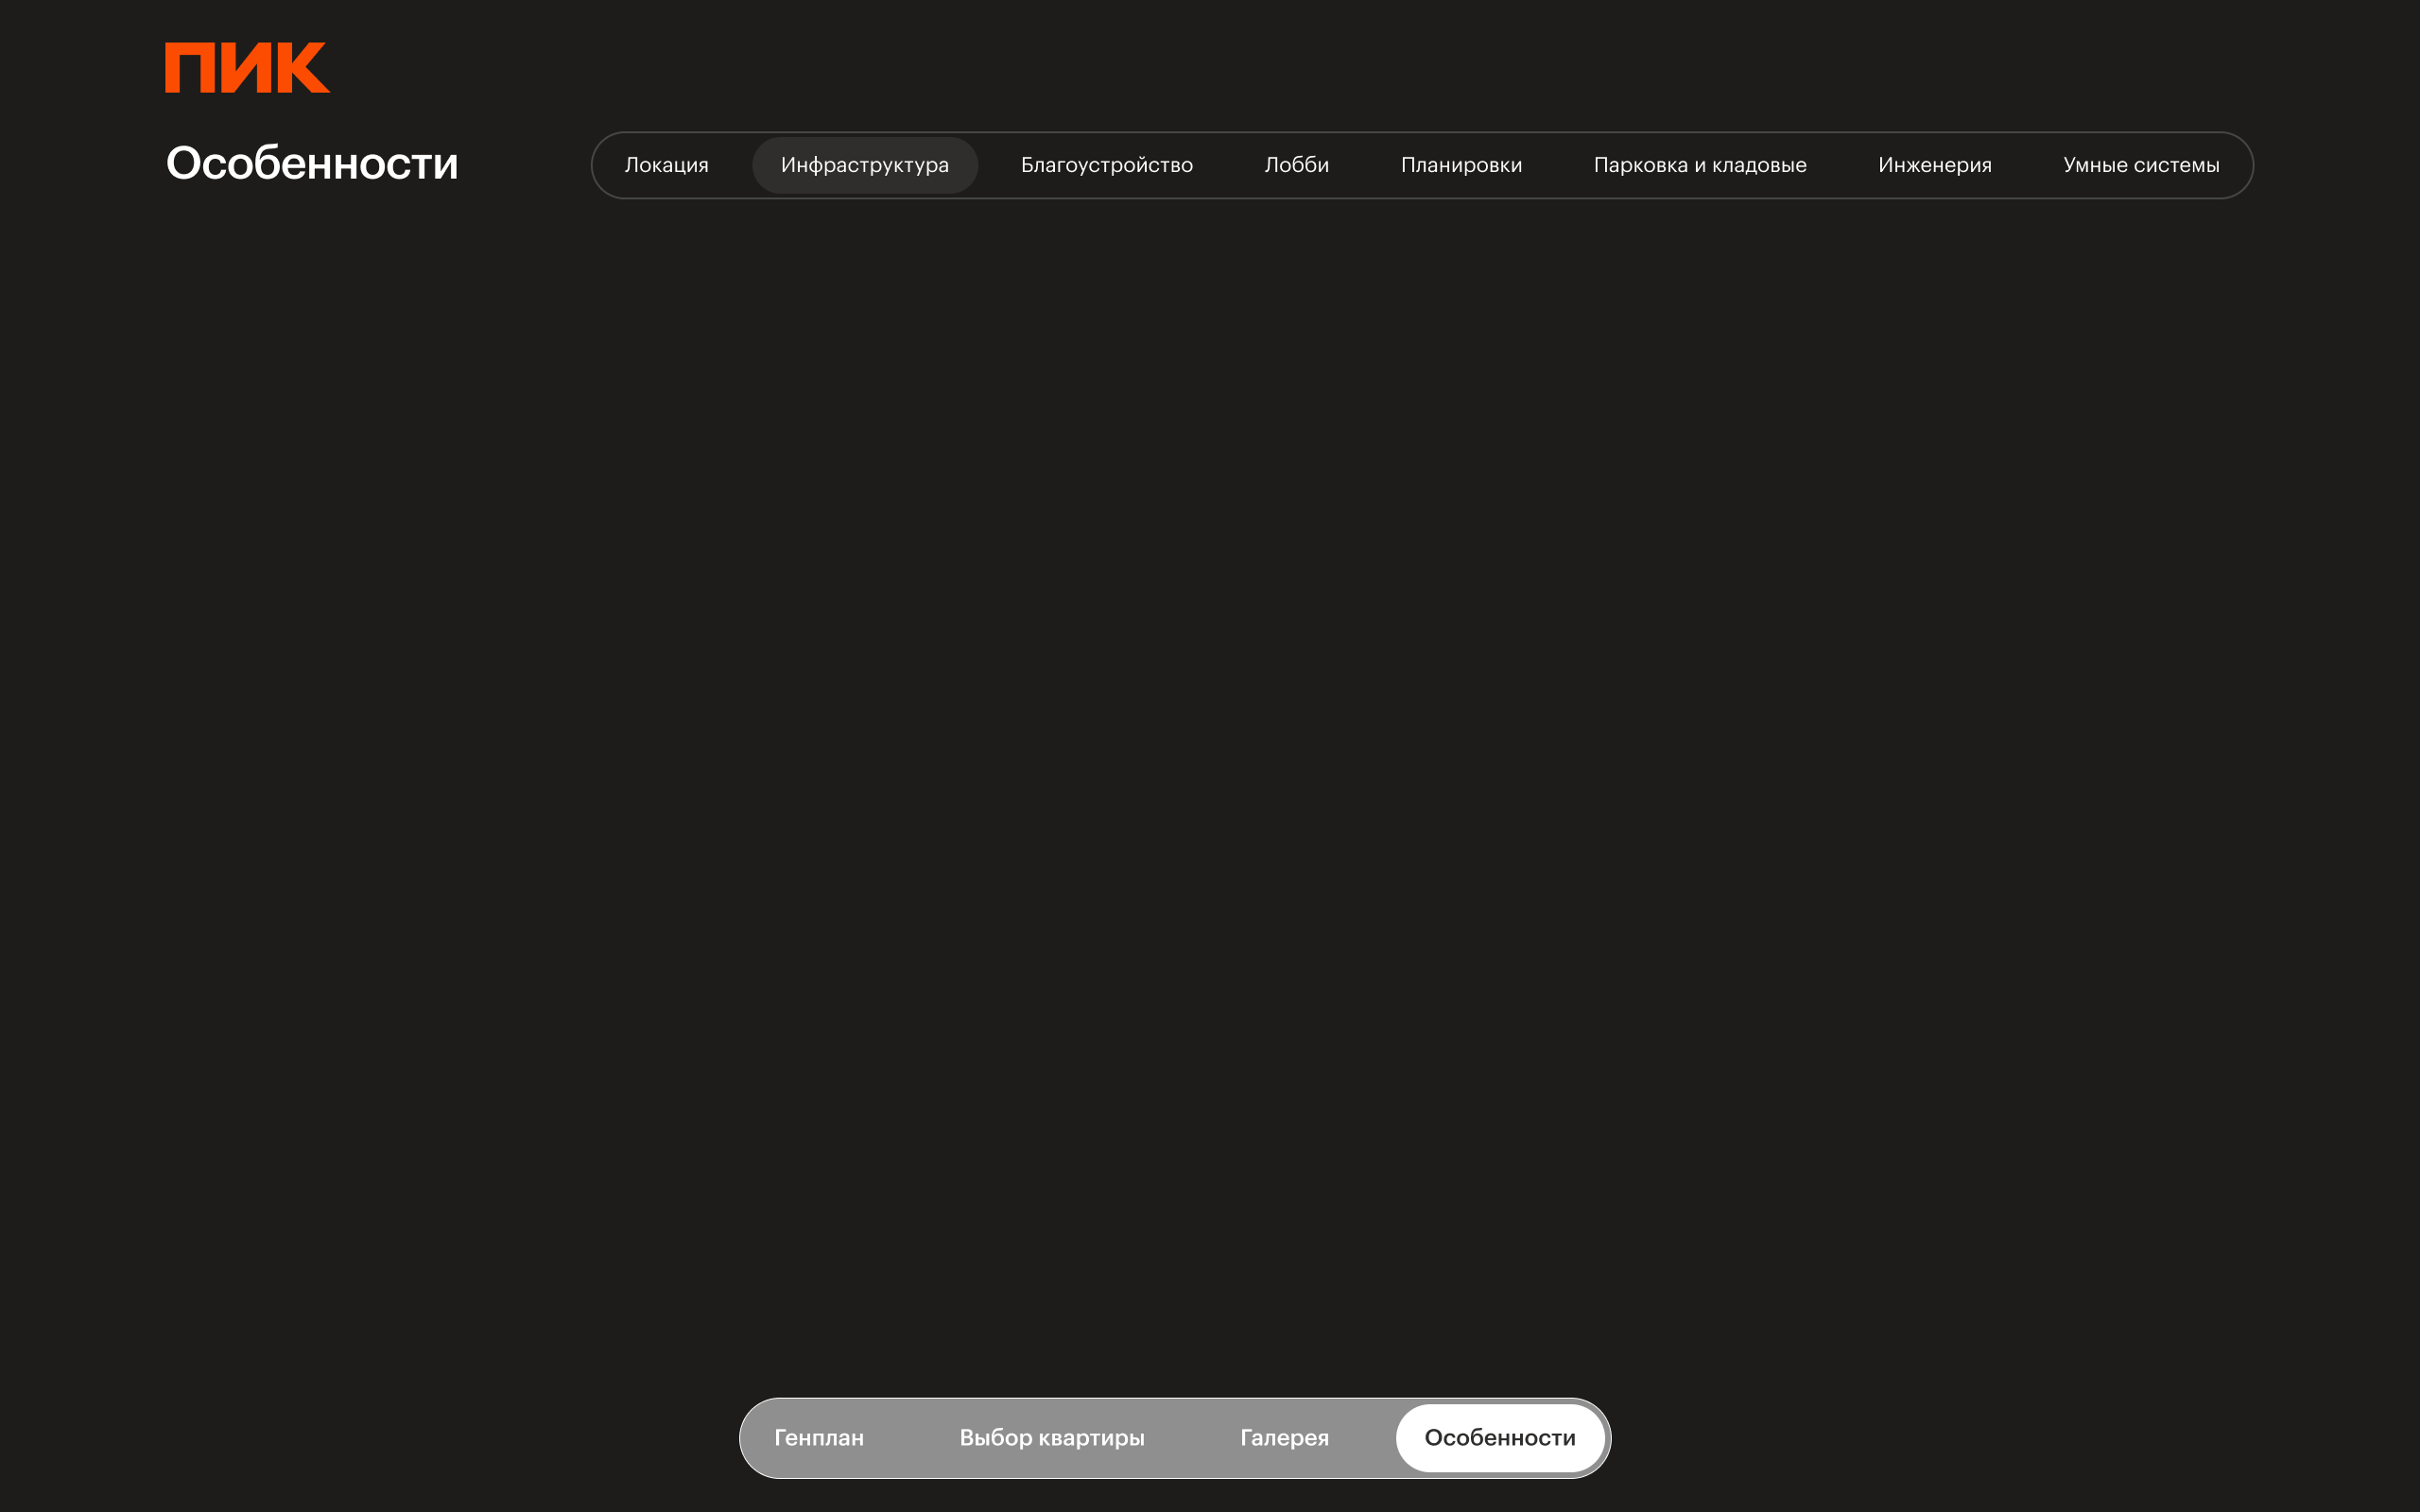 ПИК
Особенности
Локация Инфраструктура Благоустройство Лобби Планировки Парковка и кладовые Инженерия Умные системы
Генплан Выбор квартиры Галерея Особенности